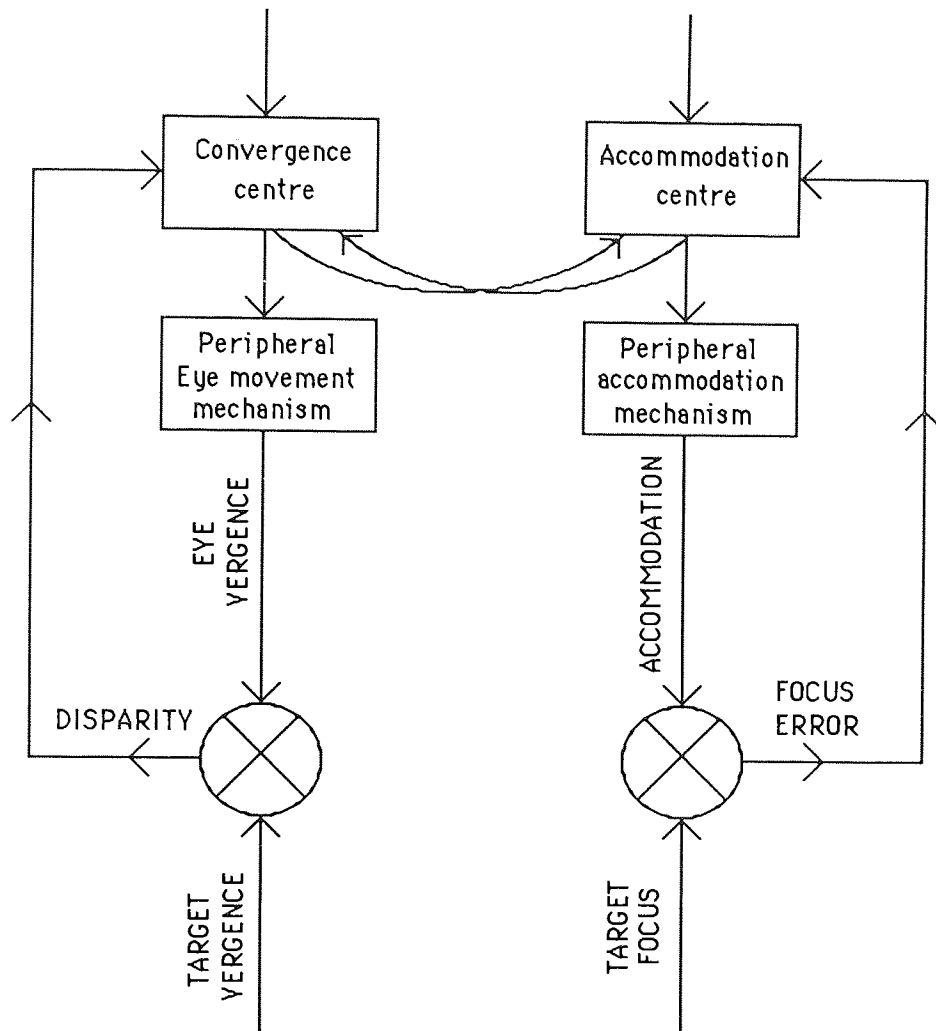 Convergence
centre
Accommodation
centre
Peripheral
Eye movement
mechanism
Peripheral
accommodation
mechanism
EYE
VERGENCE
ACCOMMODATION
DISPARITY
FOCUS
ERROR
TARGET
VERGENCE
TARGET
FOCUS